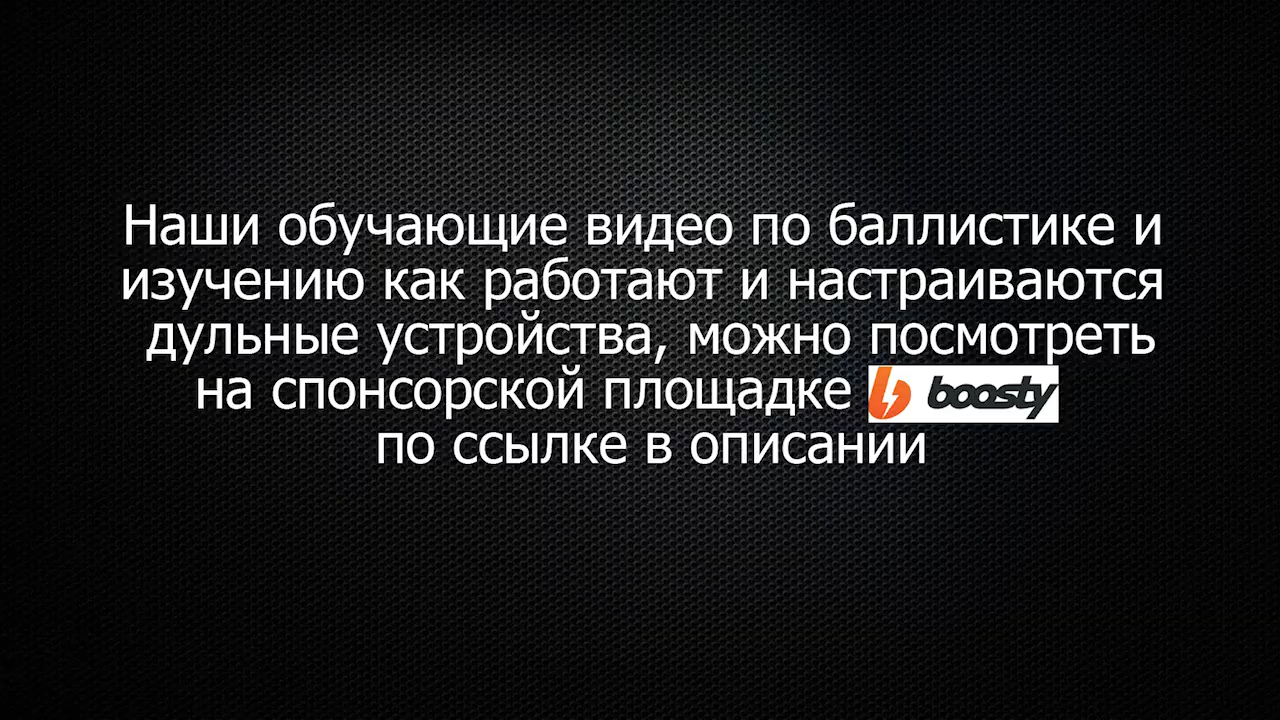 Наши обучающие видео по баллистике и
изучению как работают и настраиваются
дульные устройства, можно посмотреть
на спонсорской площадке boosty
по ссылке в описании